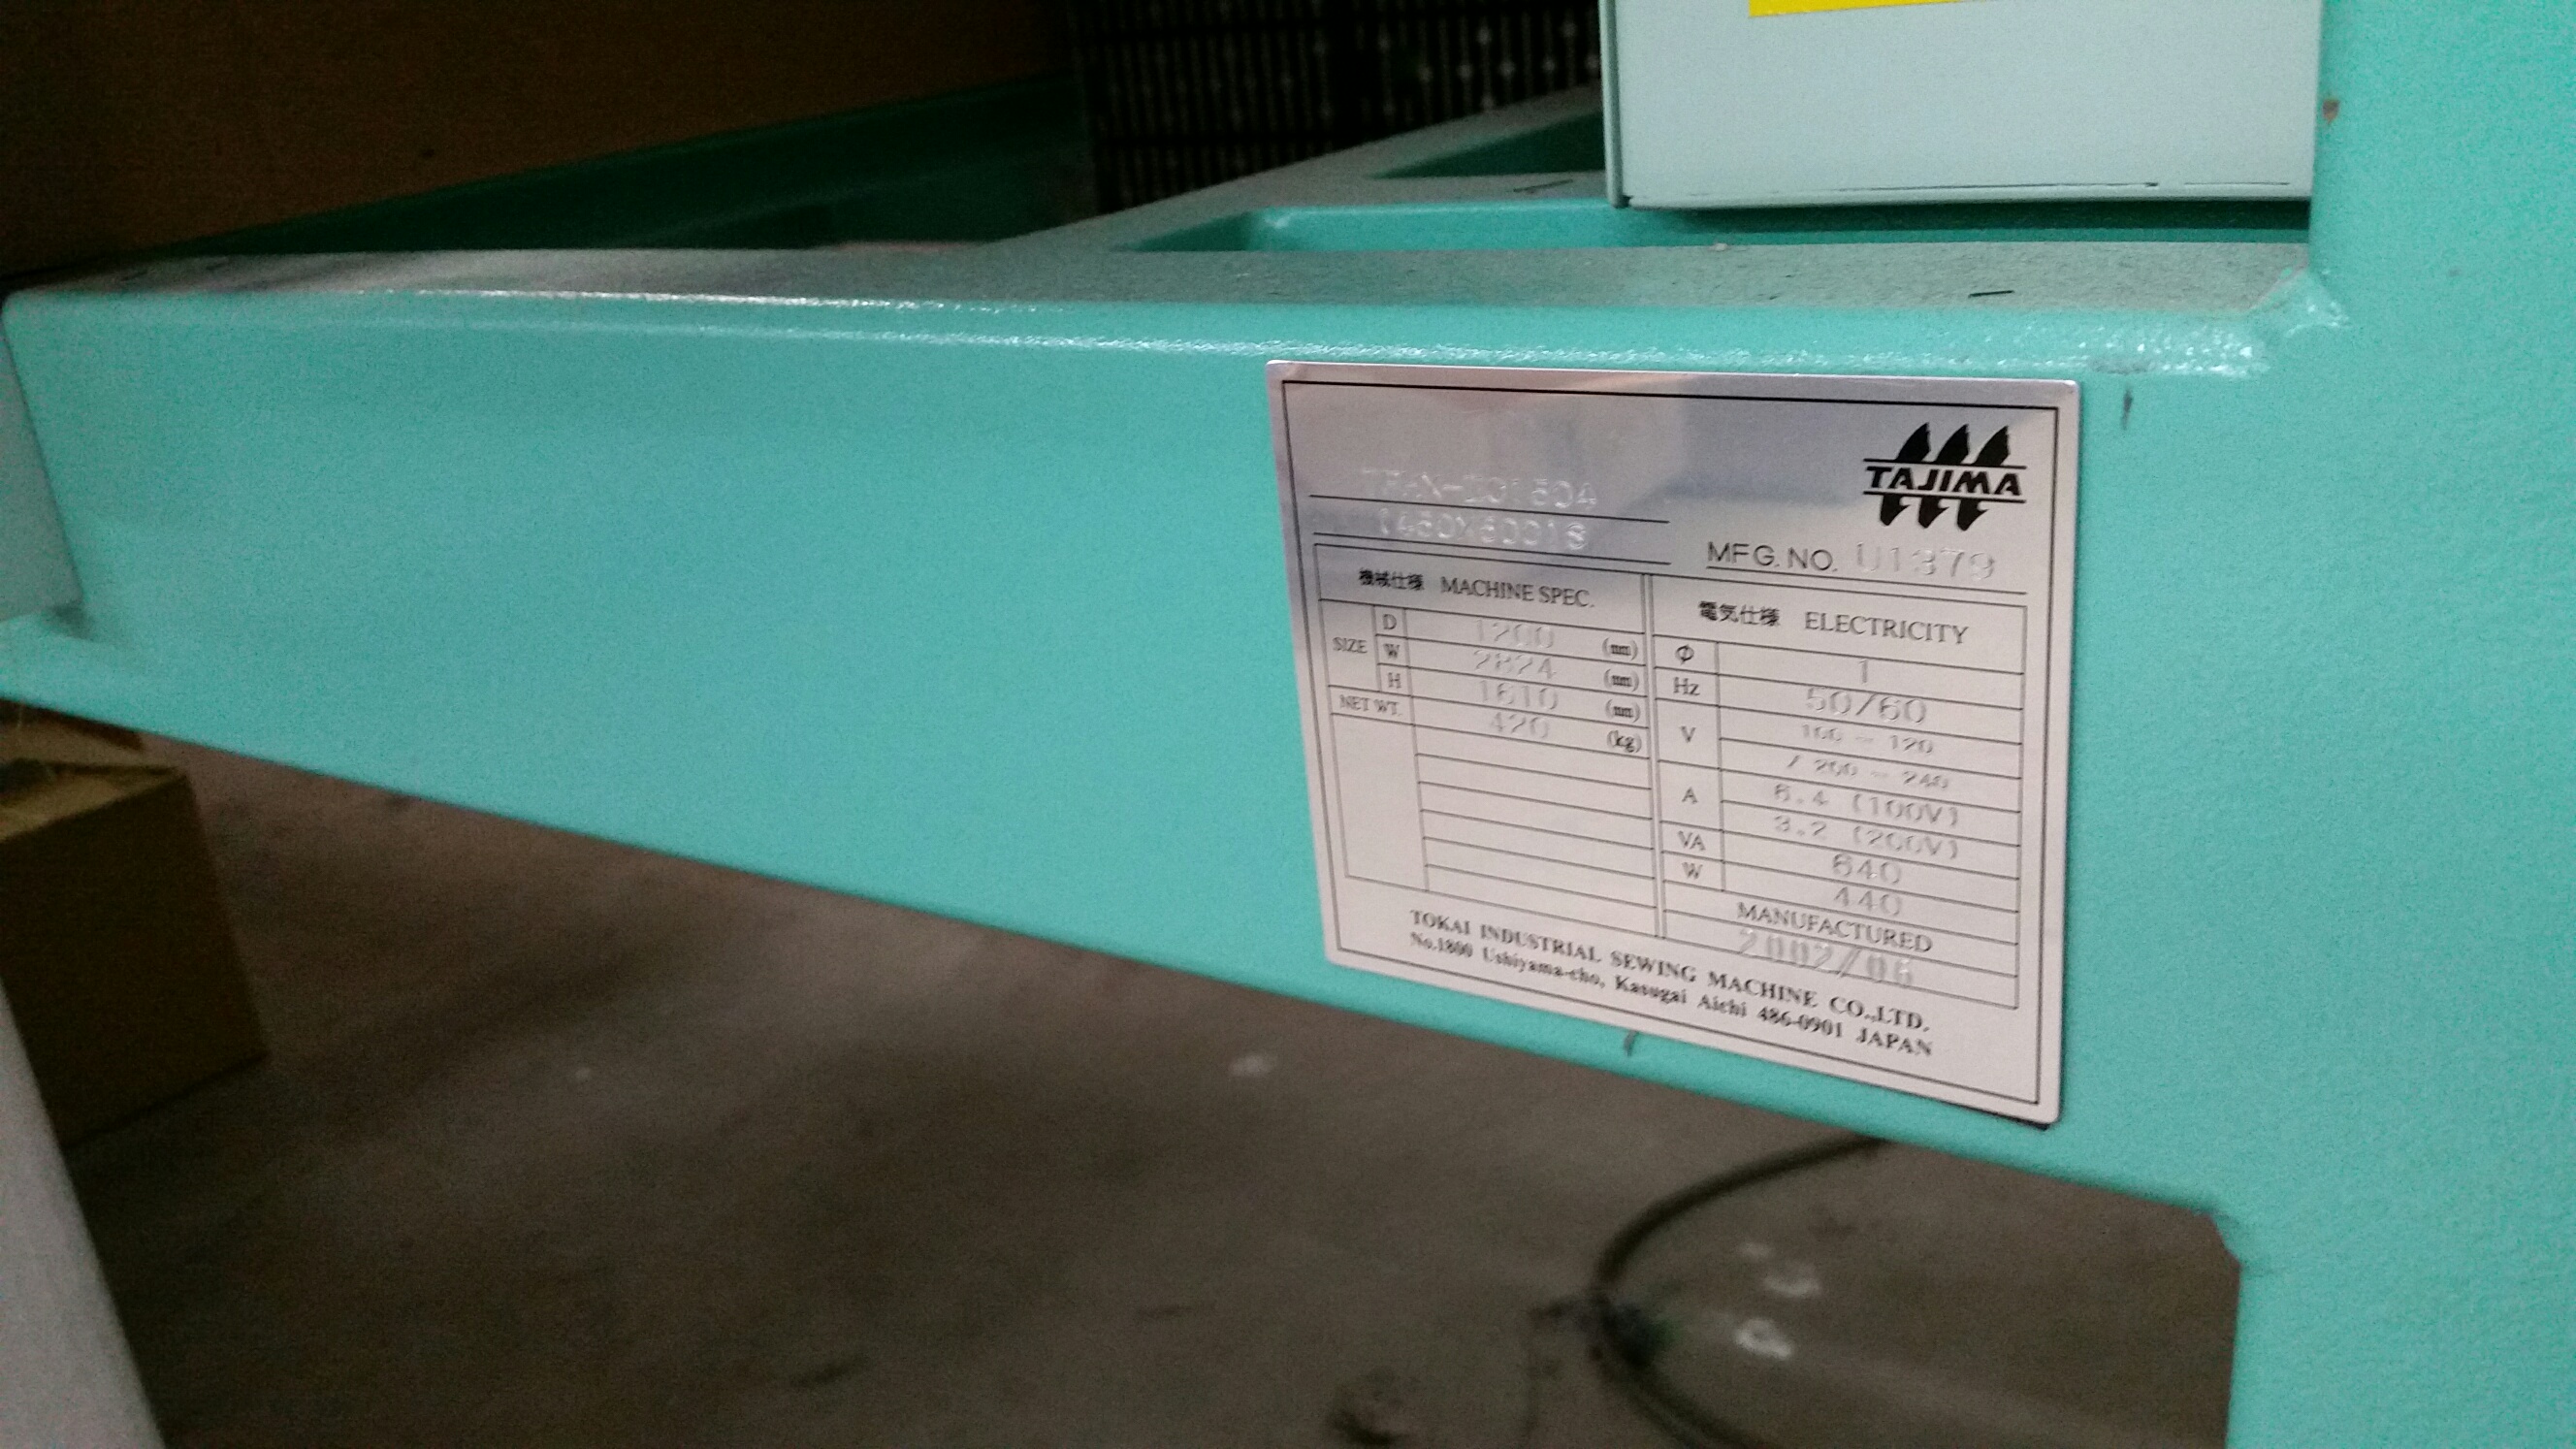 TAJIMA
MFG. NO. U1379
機械仕様 MACHINE SPEC.
SIZE D 1200 (mm)
W 2824 (mm)
H 1610 (mm)
NET WT. 420 (kg)
電気仕様 ELECTRICITY
Φ 1
Hz 50/60
V 100 - 120
/ 200 - 240
A 6.4 (100V)
3.2 (200V)
VA 640
W 440
MANUFACTURED
2002/06
TOKAI INDUSTRIAL SEWING MACHINE CO.,LTD.
No.1800 Ushiyama-cho, Kasugai Aichi 486-0901 JAPAN